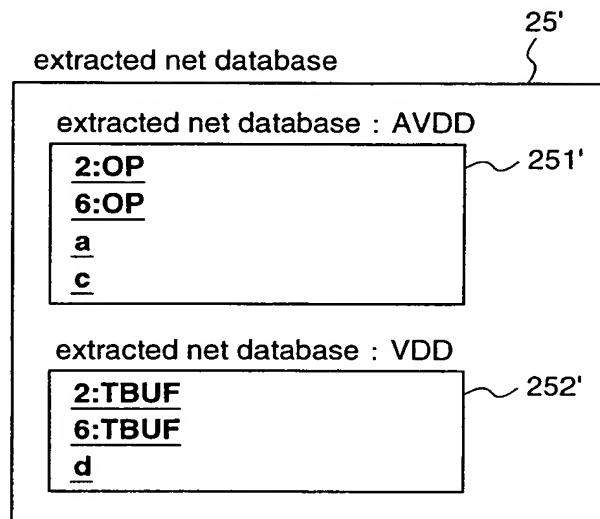 25'
extracted net database
extracted net database : AVDD
251'
2:OP
6:OP
a
c
extracted net database : VDD
252'
2:TBUF
6:TBUF
d